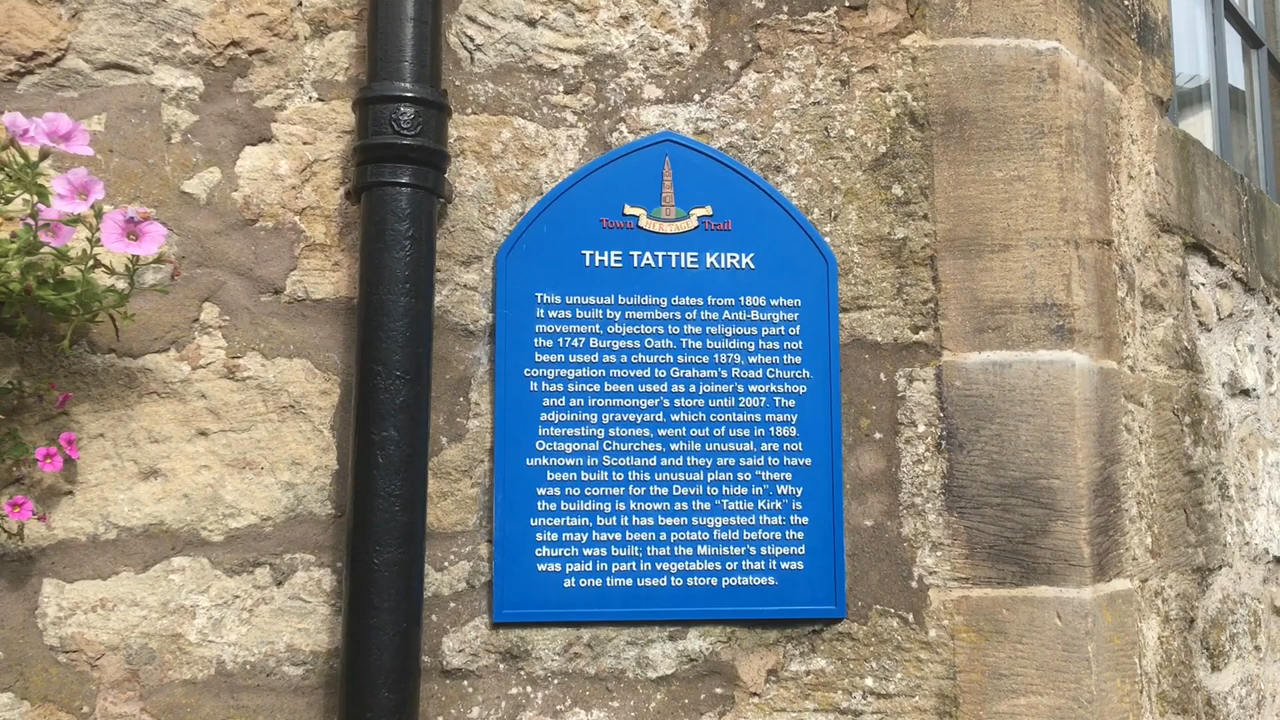 Town HERITAGE Trail
THE TATTIE KIRK
This unusual building dates from 1806 when
it was built by members of the Anti-Burgher
movement, objectors to the religious part of
the 1747 Burgess Oath. The building has not
been used as a church since 1879, when the
congregation moved to Graham's Road Church.
It has since been used as a joiner's workshop
and an ironmonger's store until 2007. The
adjoining graveyard, which contains many
interesting stones, went out of use in 1869.
Octagonal Churches, while unusual, are not
unknown in Scotland and they are said to have
been built to this unusual plan so “there
was no corner for the Devil to hide in”. Why
the building is known as the “Tattie Kirk” is
uncertain, but it has been suggested that: the
site may have been a potato field before the
church was built; that the Minister's stipend
was paid in part in vegetables or that it was
at one time used to store potatoes.